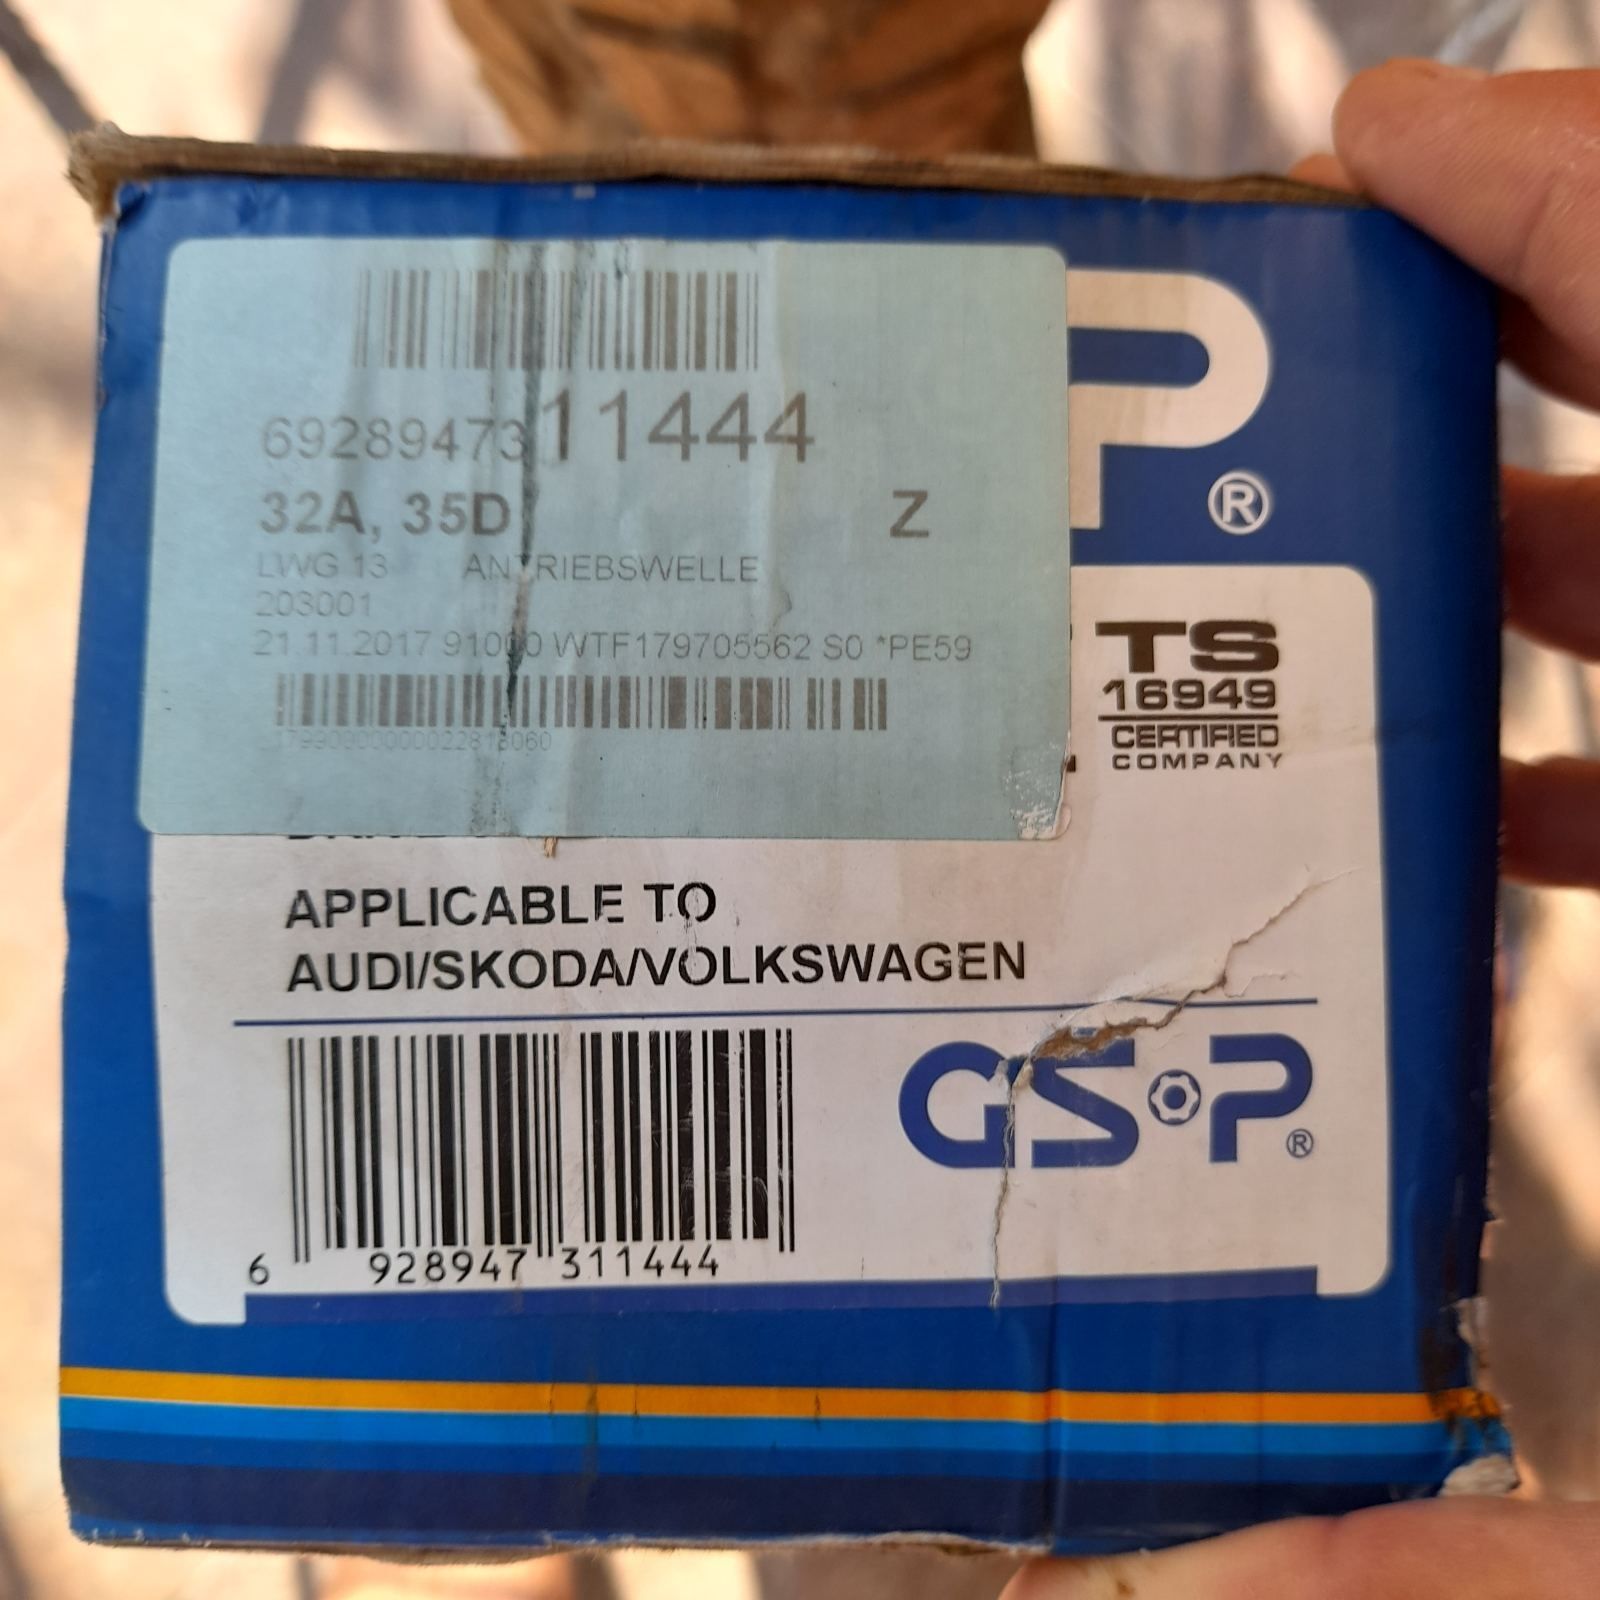 P®
6928947311444
32A, 35D Z
LWG 13 ANTRIEBSWELLE
203001
21.11.2017 91000 WTF179705562 S0 *PE59
TS
16949
CERTIFIED
COMPANY
APPLICABLE TO
AUDI/SKODA/VOLKSWAGEN
GSP®
6 928947 311444